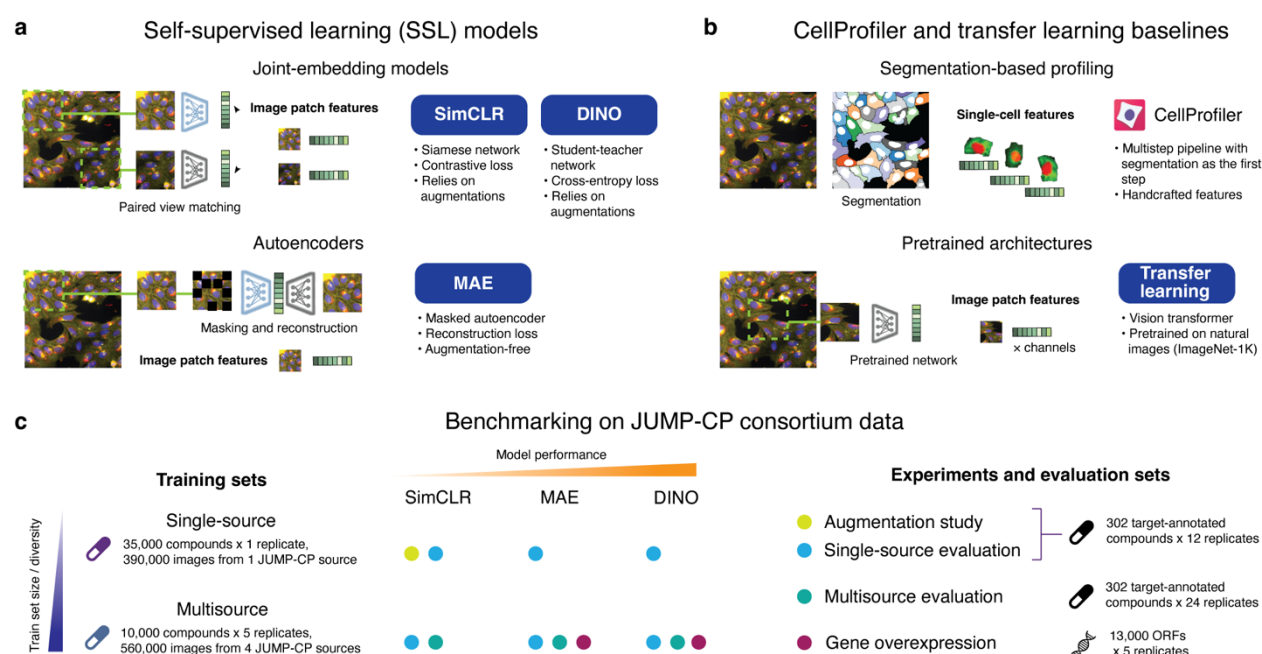 a
Self-supervised learning (SSL) models
Joint-embedding models
Image patch features
Paired view matching
SimCLR
• Siamese network
• Contrastive loss
• Relies on
augmentations
DINO
• Student-teacher
network
• Cross-entropy loss
• Relies on
augmentations
Autoencoders
Masking and reconstruction
Image patch features
MAE
• Masked autoencoder
• Reconstruction loss
• Augmentation-free
b
CellProfiler and transfer learning baselines
Segmentation-based profiling
Segmentation
Single-cell features
CellProfiler
• Multistep pipeline with
segmentation as the first
step
• Handcrafted features
Pretrained architectures
Pretrained network
Image patch features
× channels
Transfer
learning
• Vision transformer
• Pretrained on natural
images (ImageNet-1K)
c
Benchmarking on JUMP-CP consortium data
Train set size / diversity
Training sets
Single-source
35,000 compounds x 1 replicate,
390,000 images from 1 JUMP-CP source
Multisource
10,000 compounds x 5 replicates,
560,000 images from 4 JUMP-CP sources
Model performance
SimCLR MAE DINO
Experiments and evaluation sets
Augmentation study
Single-source evaluation
302 target-annotated
compounds x 12 replicates
Multisource evaluation
302 target-annotated
compounds x 24 replicates
Gene overexpression
13,000 ORFs
x 5 replicates